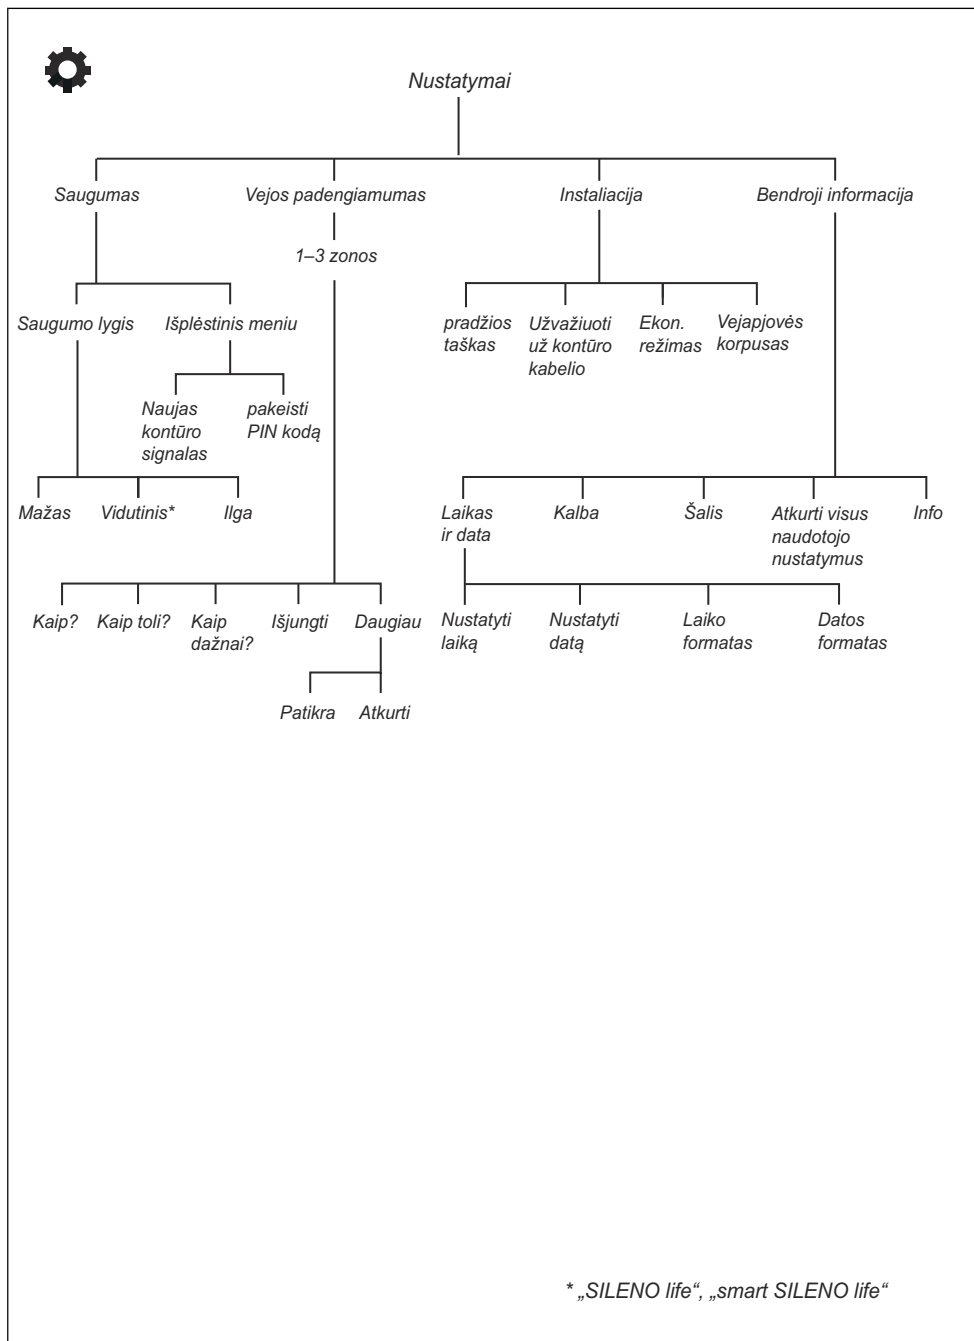 Nustatymai
Saugumas
Vejos padengiamumas
Instaliacija
Bendroji informacija
1–3 zonos
Saugumo lygis
Išplėstinis meniu
pradžios
taškas
Užvažiuoti
už kontūro
kabelio
Ekon.
režimas
Vejapjovės
korpusas
Naujas
kontūro
signalas
pakeisti
PIN kodą
Mažas
Vidutinis*
Ilga
Laikas
ir data
Kalba
Šalis
Atkurti visus
naudotojo
nustatymus
Info
Kaip?
Kaip toli?
Kaip
dažnai?
Išjungti
Daugiau
Nustatyti
laiką
Nustatyti
datą
Laiko
formatas
Datos
formatas
Patikra
Atkurti
* „SILENO life“, „smart SILENO life“